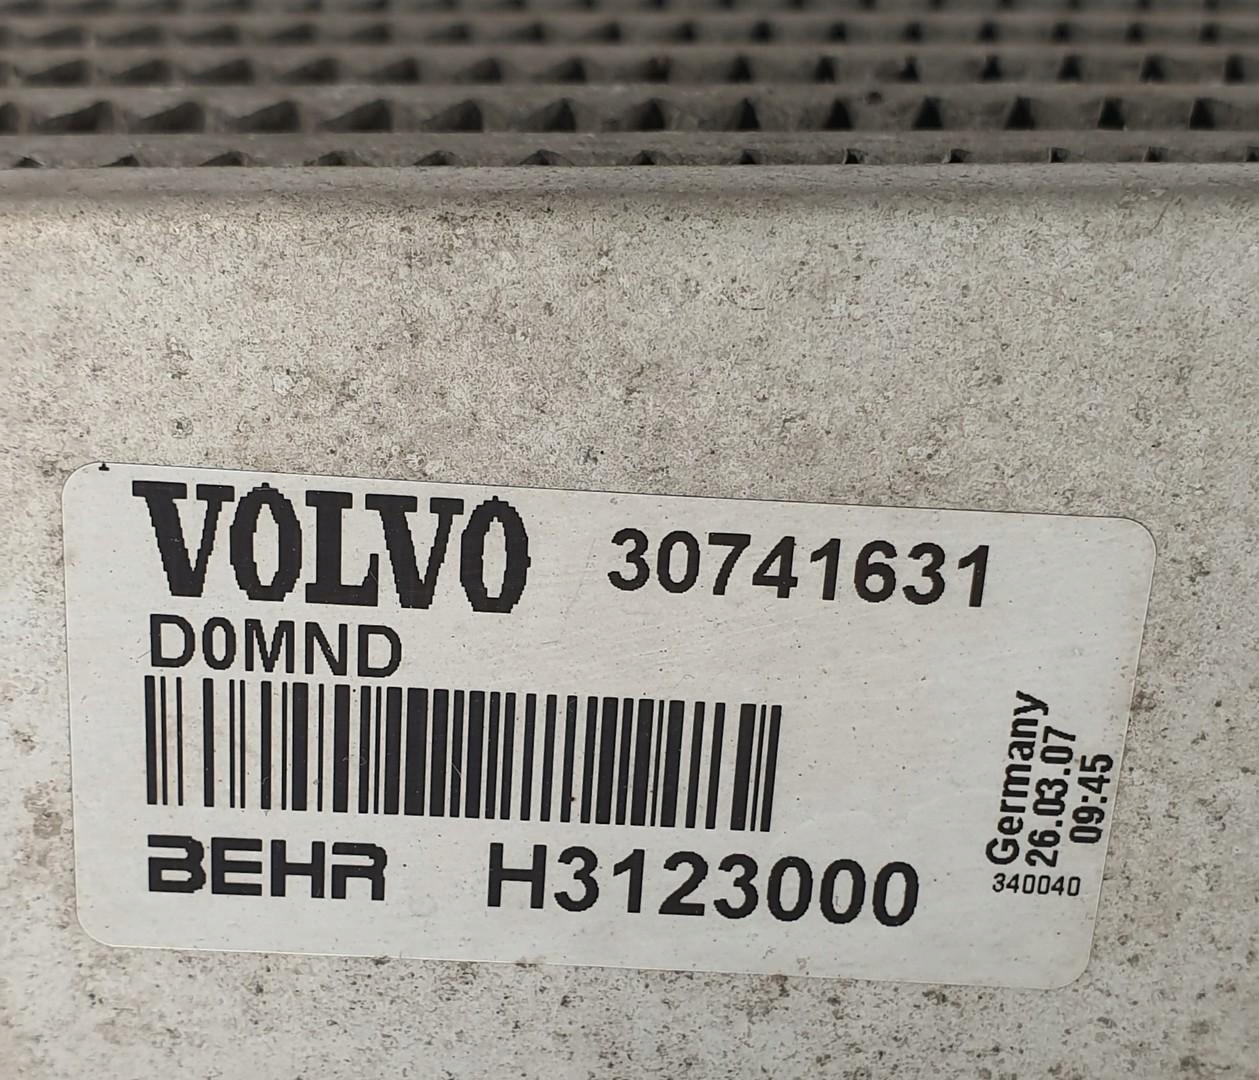 VOLVO 30741631
D0MND
BEHR H3123000
Germany
26.03.07
09:45
340040